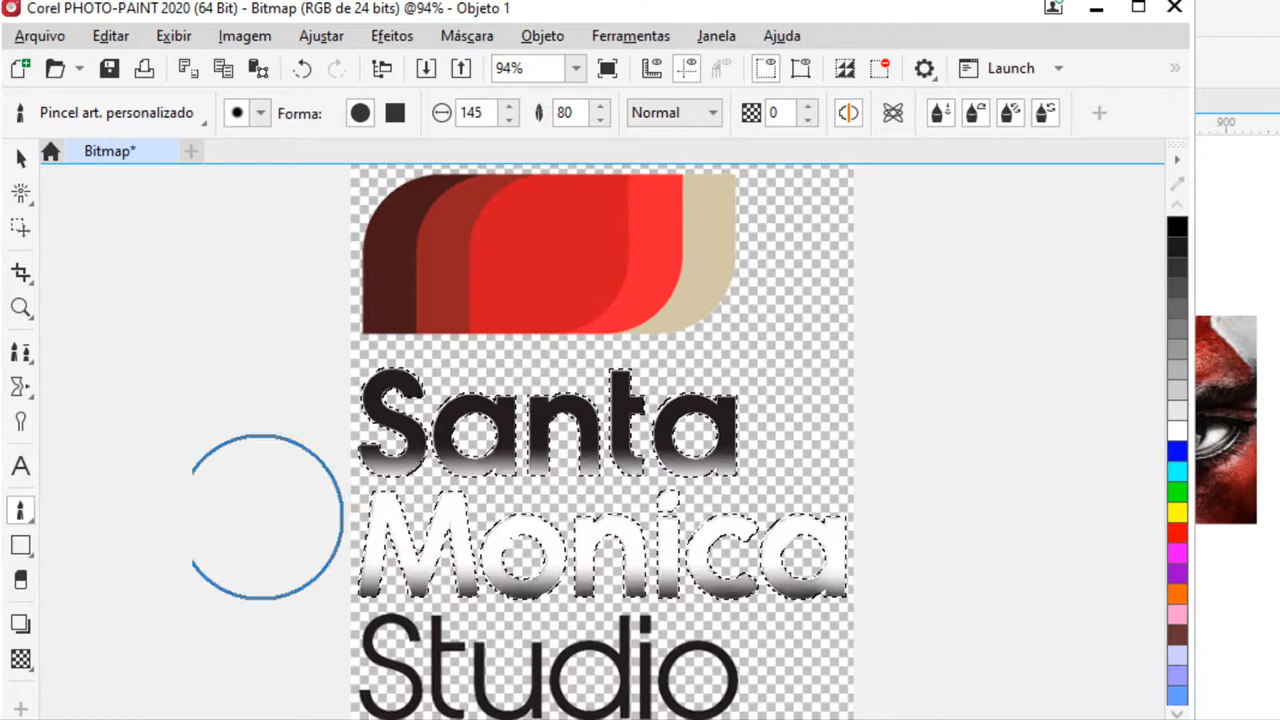 Corel PHOTO-PAINT 2020 (64 Bit) - Bitmap (RGB de 24 bits) @94% - Objeto 1
Arquivo Editar Exibir Imagem Ajustar Efeitos Máscara Objeto Ferramentas Janela Ajuda
94% Launch
Pincel art. personalizado Forma: 145 80 Normal 0
Bitmap*
900
Santa
Monica
Studio